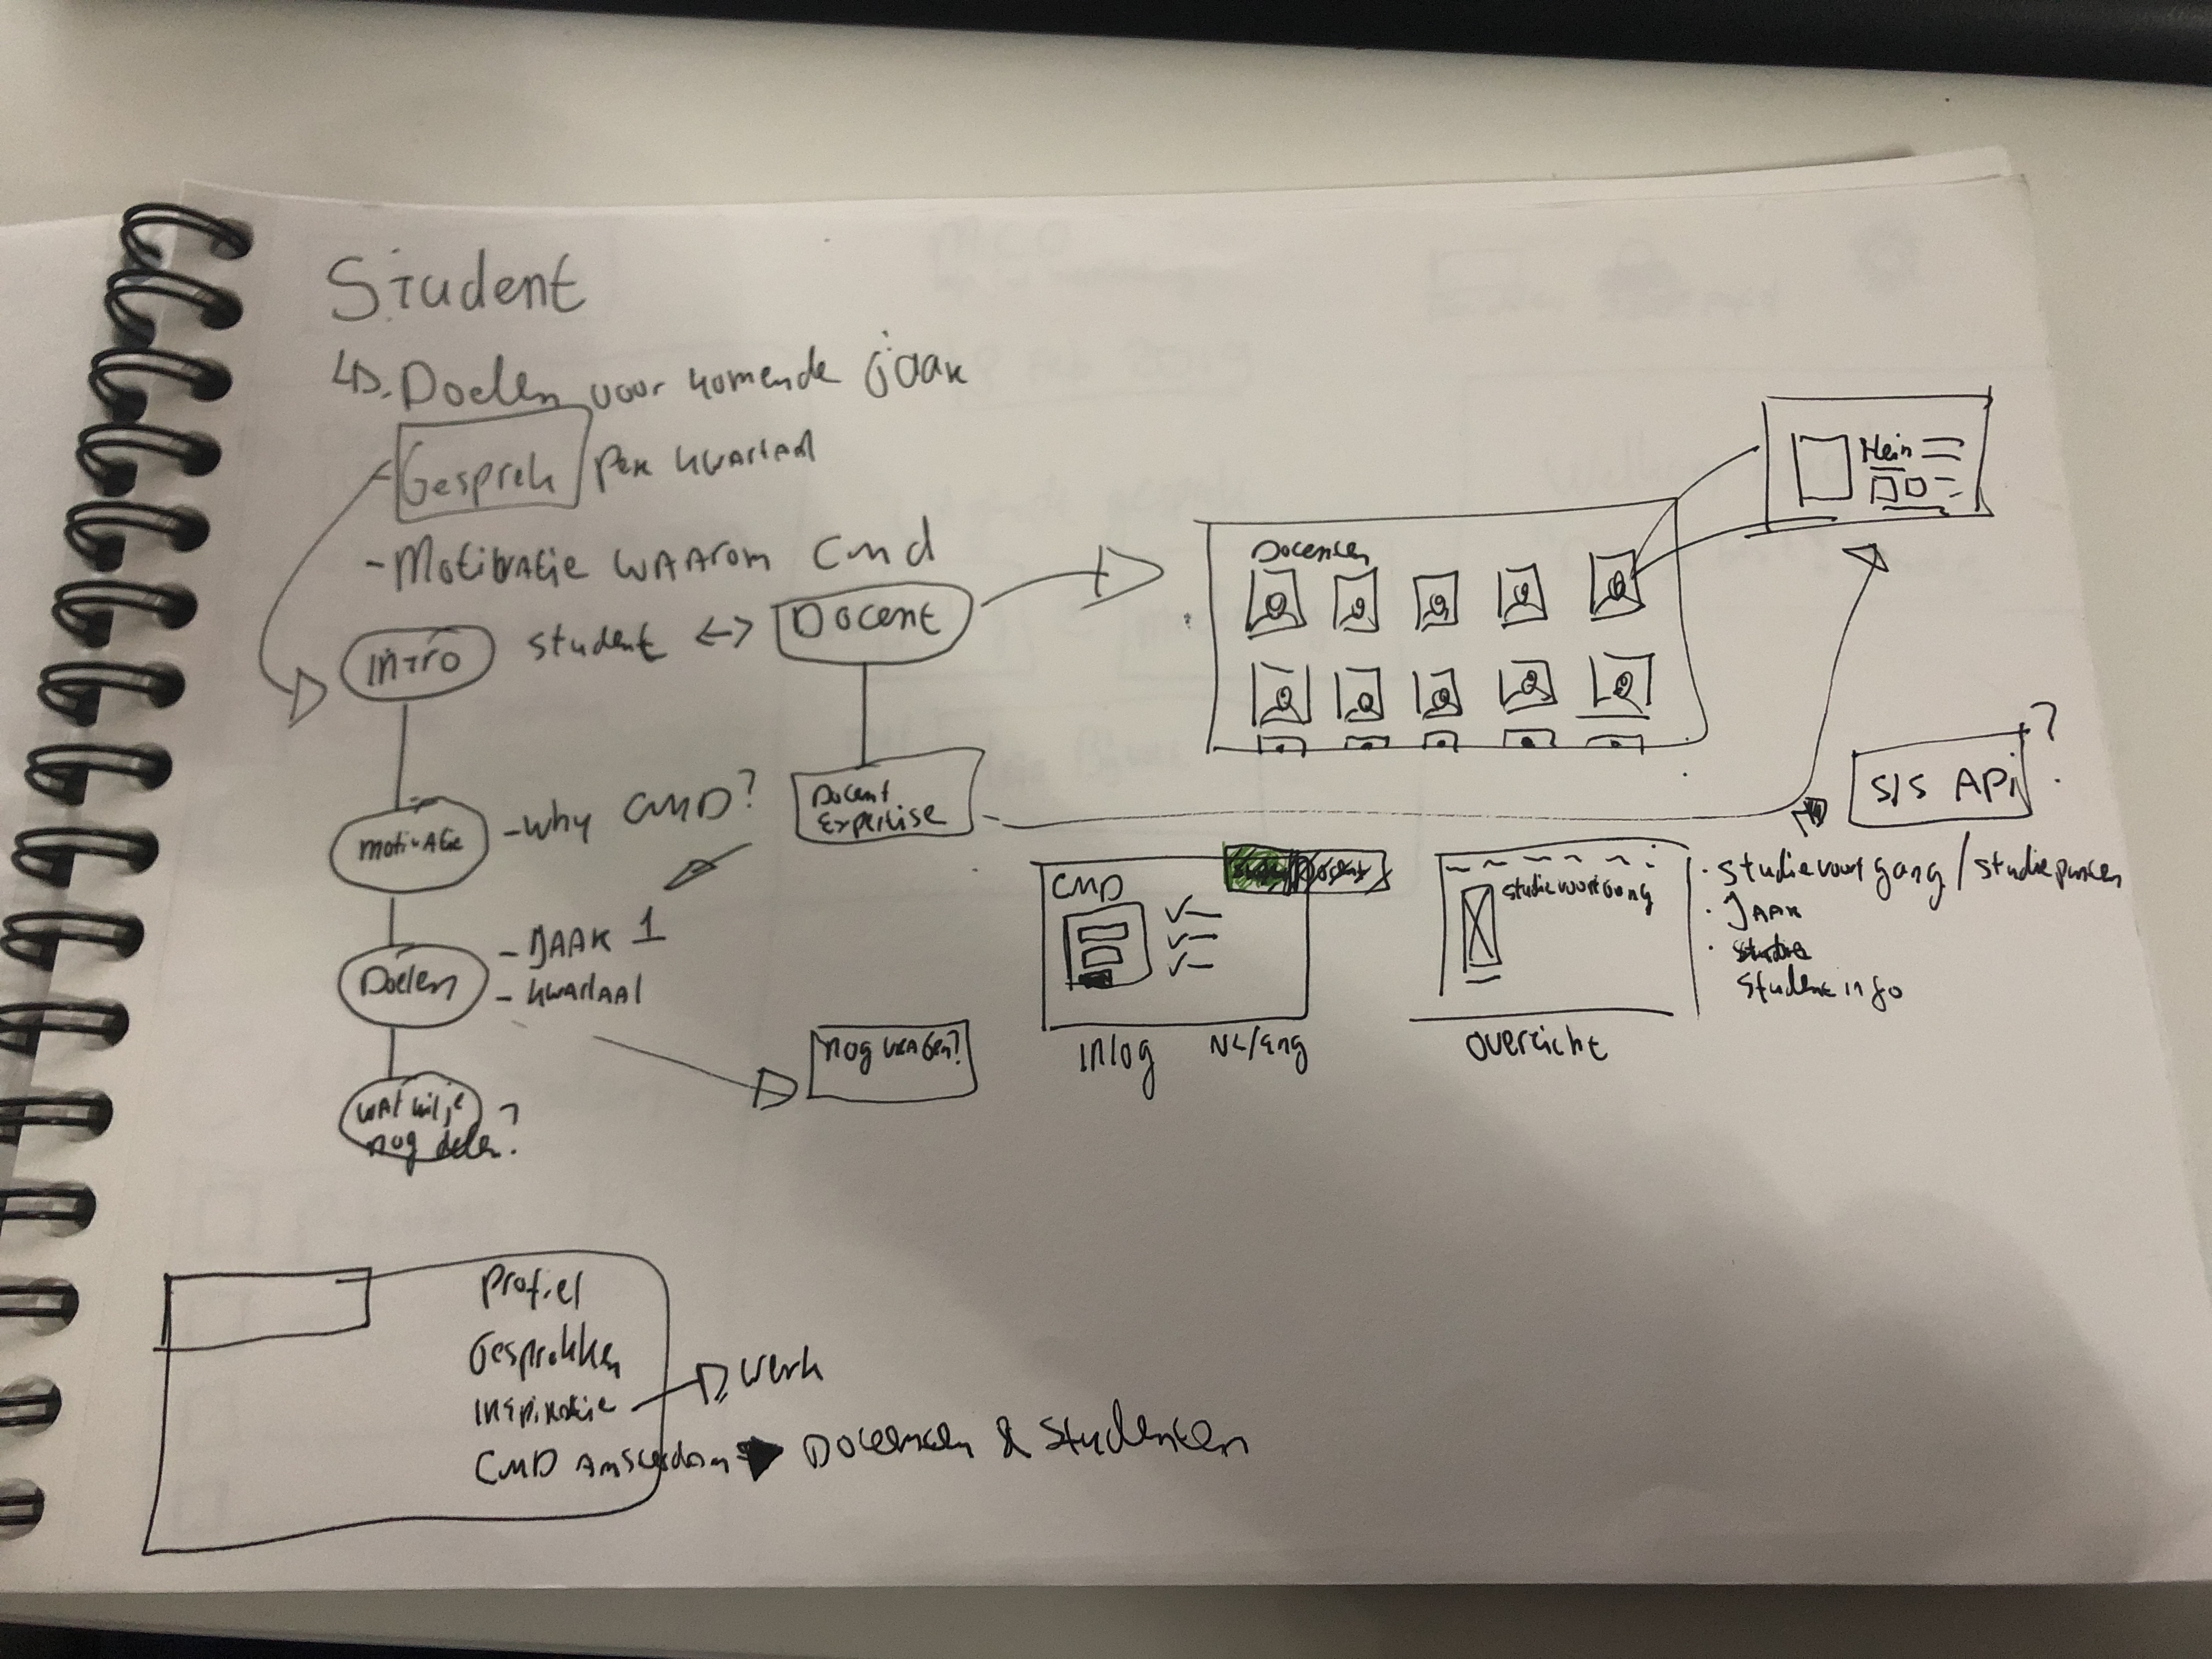 Student
Doelen voor komende jaar
Gesprek per kwartaal
- Motivatie waarom CMD
Intro student <-> Docent
motivatie - why CMD?
Docent Expertise
Doelen - JAAR 1
- kwartaal
nog vragen?
wat wil je nog delen?
Docenten
Hein
SIS API ?
CMD
Docent
Inlog NL/Eng
studievoortgang
overzicht
· studievoortgang / studiepunten
· JAAR
· studie
student info
Profiel
Gesprekken
Inspiratie
werk
CMD Amsterdam
Docenten & Studenten